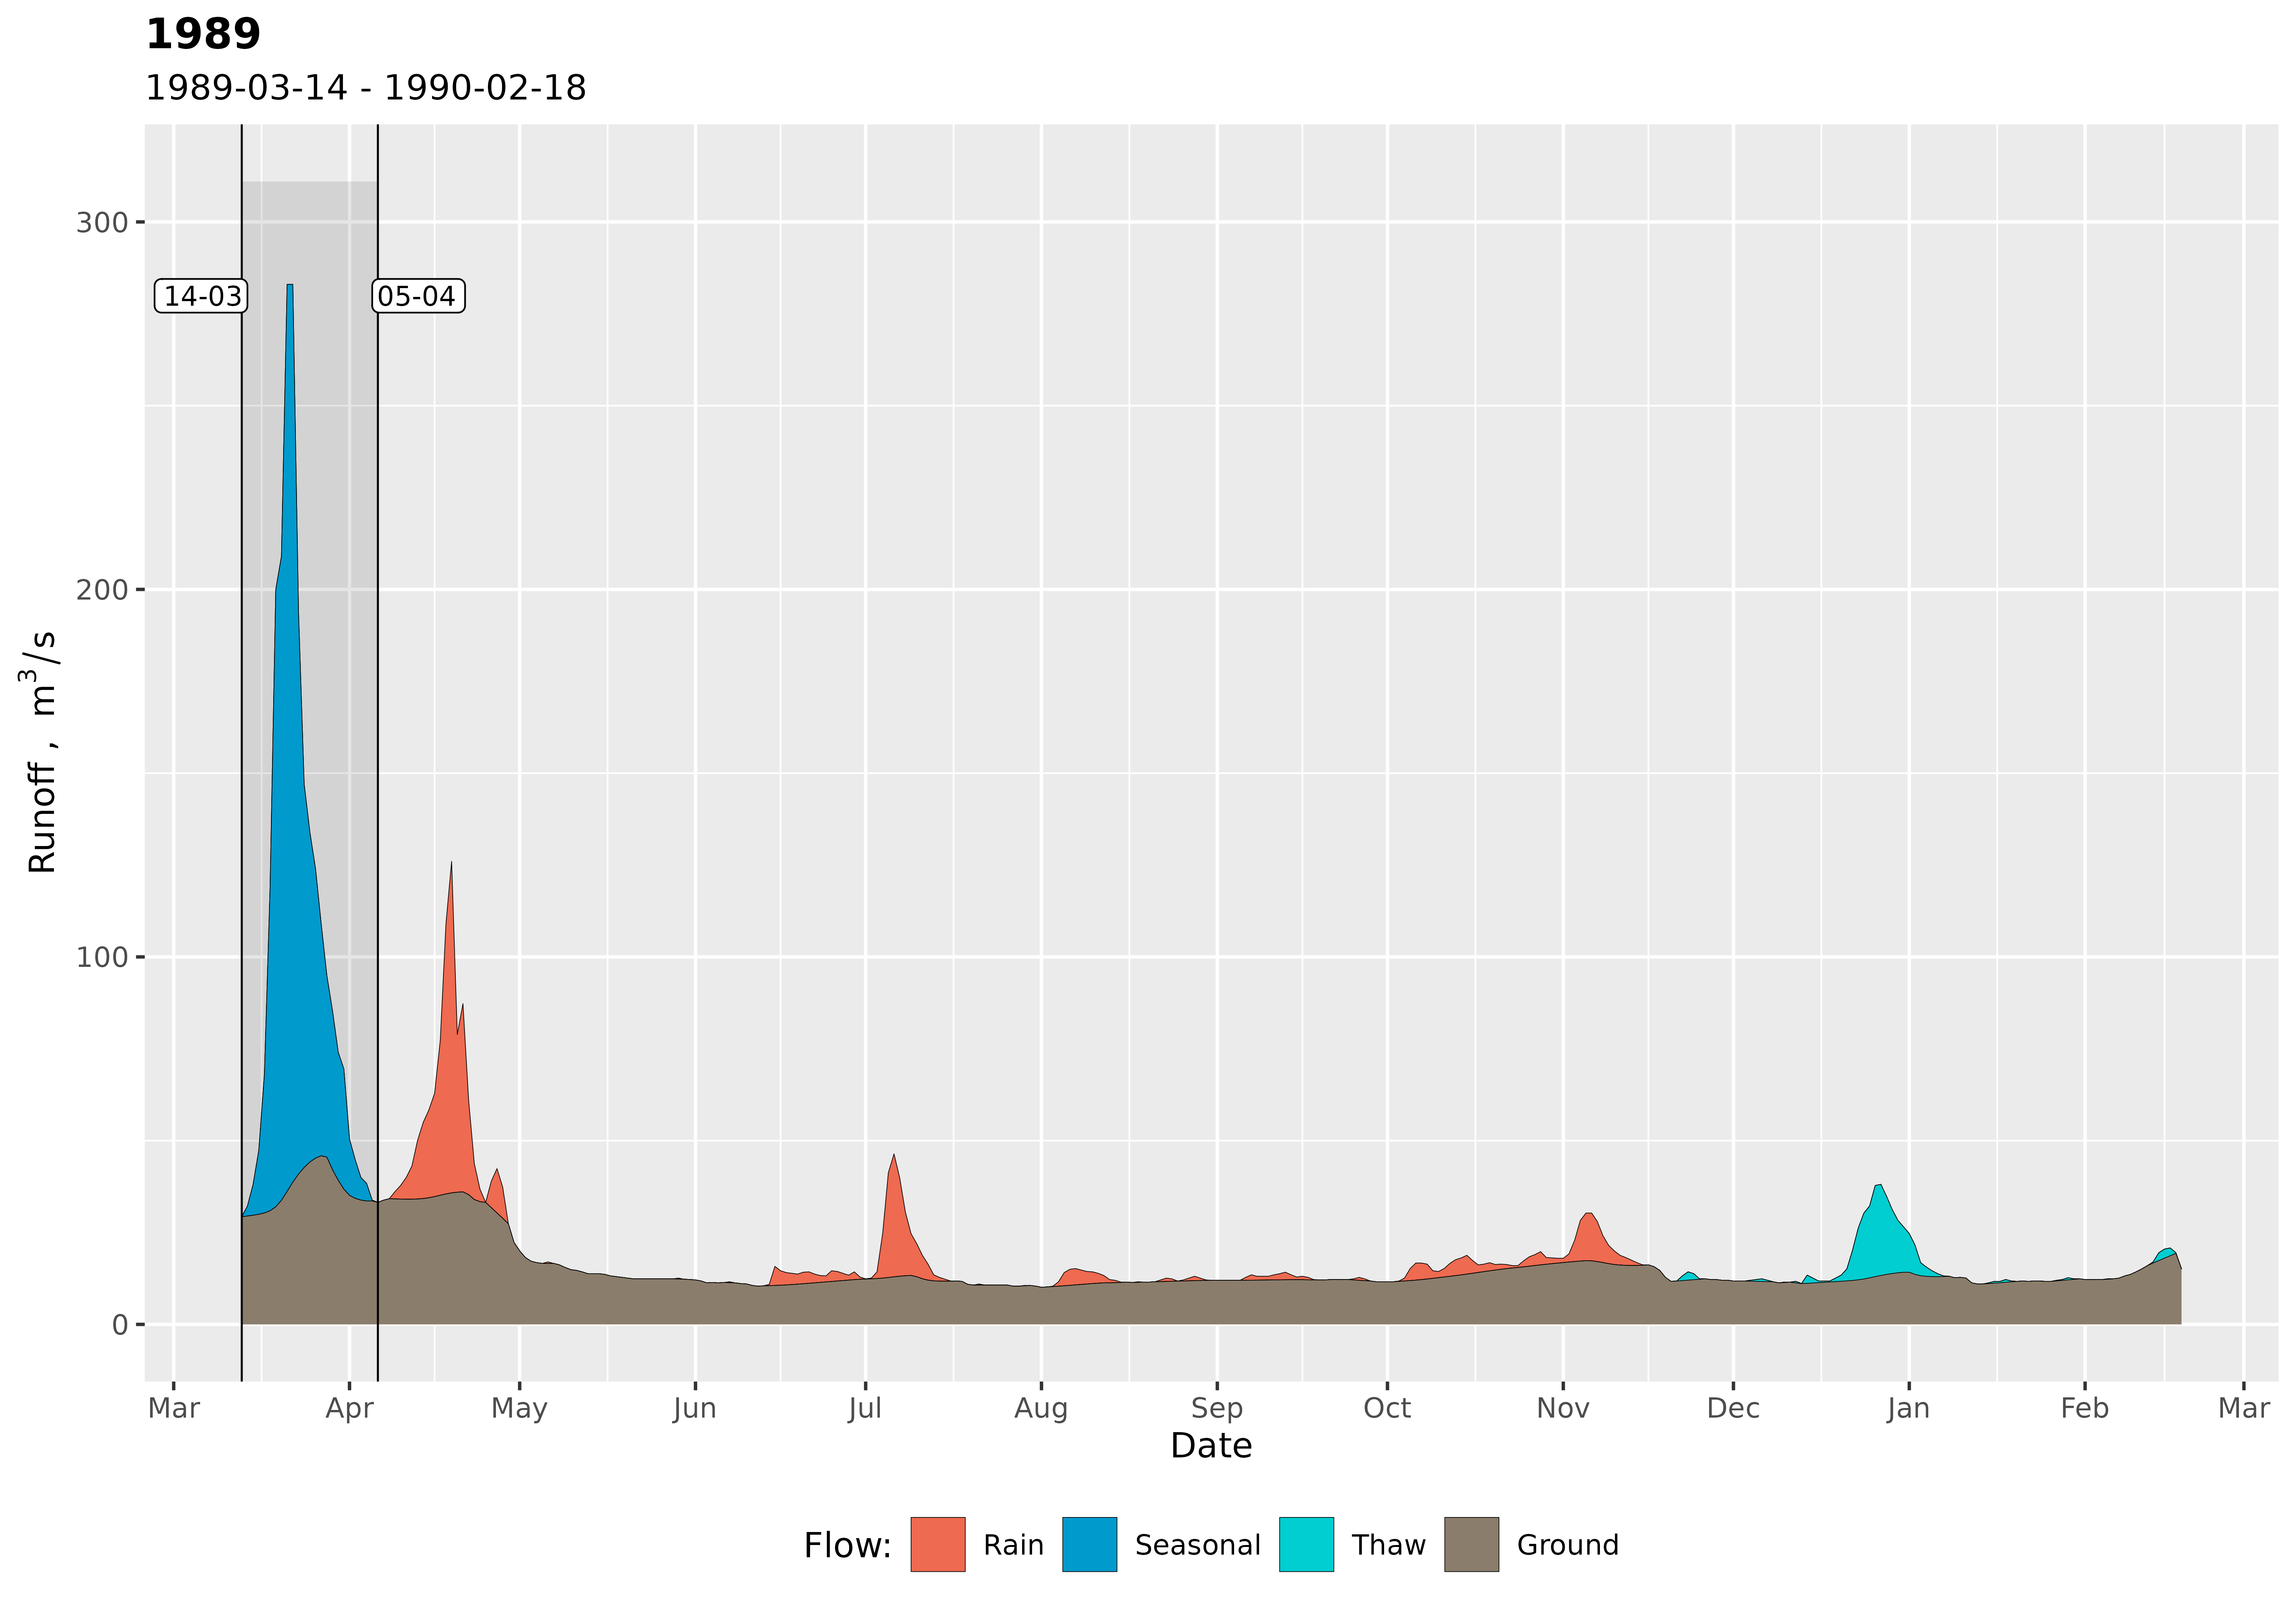 1989
1989-03-14 - 1990-02-18
300
200
100
0
Runoff , m³/s
14-03
05-04
Mar Apr May Jun Jul Aug Sep Oct Nov Dec Jan Feb Mar
Date
Flow: Rain Seasonal Thaw Ground